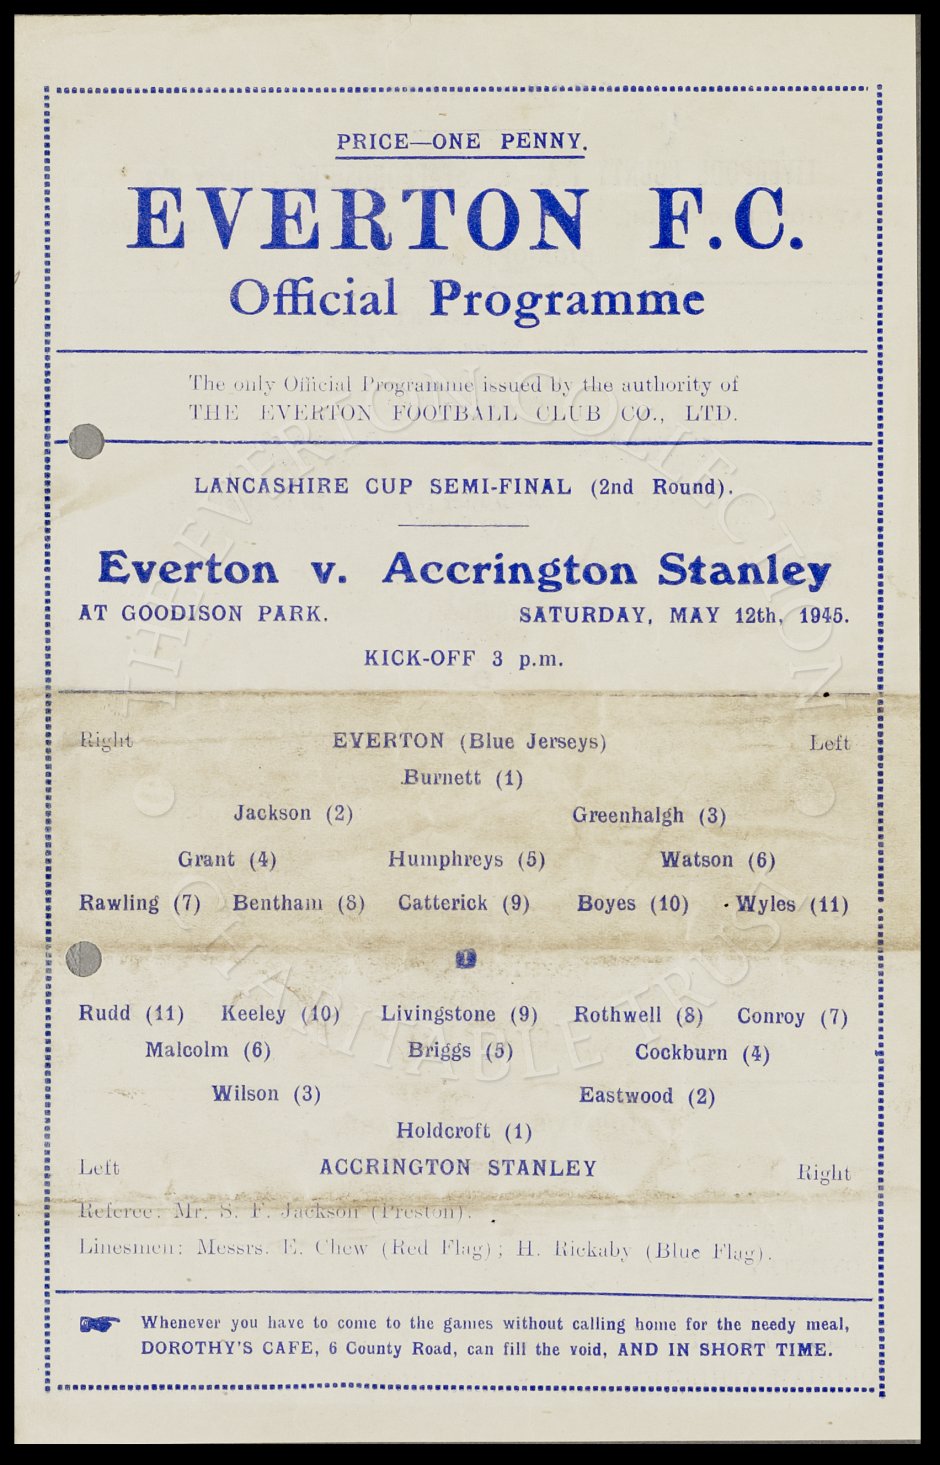 PRICE—ONE PENNY.
EVERTON F.C.
Official Programme
The only Official Programme issued by the authority of
THE EVERTON FOOTBALL CLUB CO., LTD.
LANCASHIRE CUP SEMI-FINAL (2nd Round).
Everton v. Accrington Stanley
AT GOODISON PARK. SATURDAY, MAY 12th, 1945.
KICK-OFF 3 p.m.
Right EVERTON (Blue Jerseys) Left
Burnett (1)
Jackson (2) Greenhalgh (3)
Grant (4) Humphreys (5) Watson (6)
Rawling (7) Bentham (8) Catterick (9) Boyes (10) Wyles (11)
Rudd (11) Keeley (10) Livingstone (9) Rothwell (8) Conroy (7)
Malcolm (6) Briggs (5) Cockburn (4)
Wilson (3) Eastwood (2)
Holdcroft (1)
Left ACCRINGTON STANLEY Right
Referee: Mr. S. F. Jackson (Preston).
Linesmen: Messrs. E. Chew (Red Flag); H. Rickaby (Blue Flag).
Whenever you have to come to the games without calling home for the needy meal,
DOROTHY'S CAFE, 6 County Road, can fill the void, AND IN SHORT TIME.
THE EVERTON COLLECTION
CHARITABLE TRUST